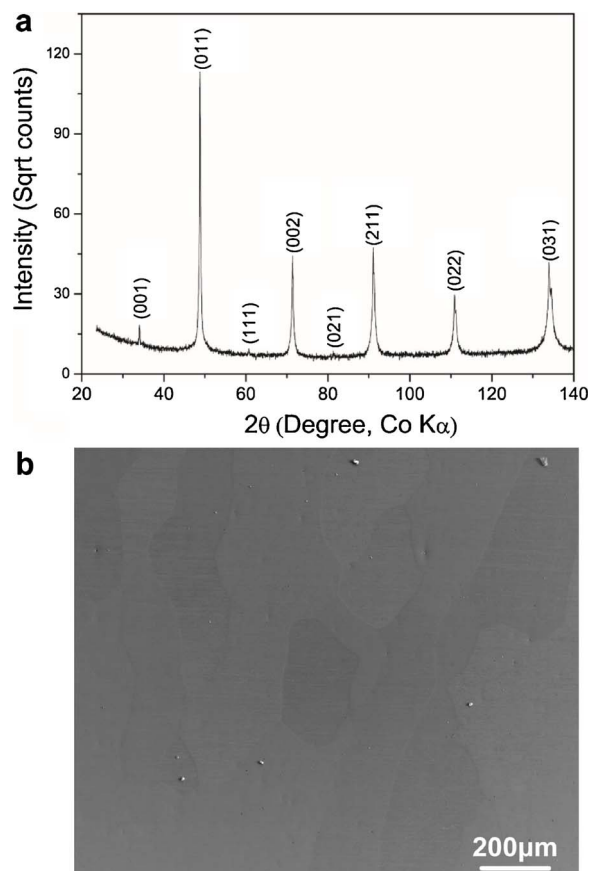 a
Intensity (Sqrt counts)
120
90
60
30
0
(001)
(011)
(111)
(002)
(021)
(211)
(022)
(031)
20 40 60 80 100 120 140
2θ (Degree, Co Kα)
b
200μm